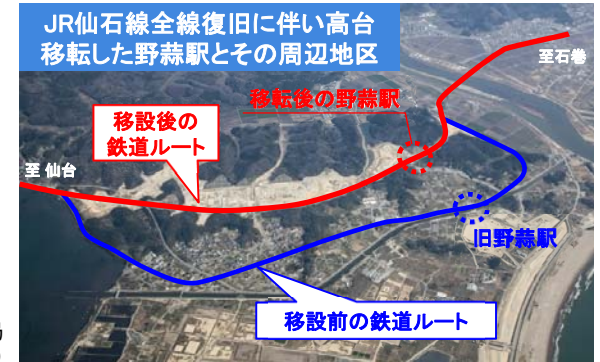 JR仙石線全線復旧に伴い高台
移転した野蒜駅とその周辺地区
至石巻
移転後の野蒜駅
移設後の
鉄道ルート
至 仙台
旧野蒜駅
移設前の鉄道ルート